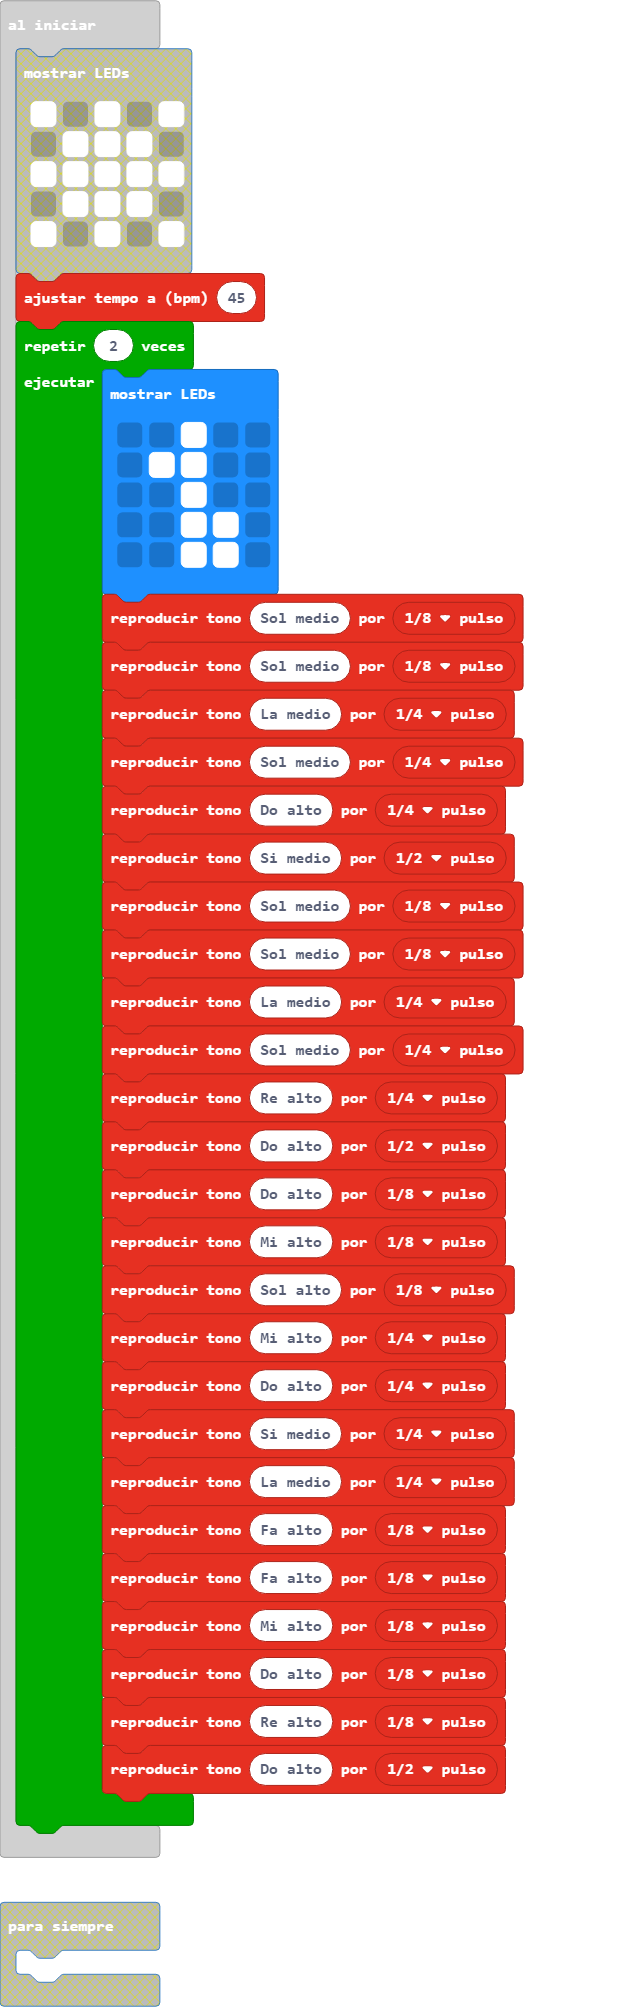 al iniciar
mostrar LEDs
ajustar tempo a (bpm) 45
repetir 2 veces
ejecutar
mostrar LEDs
reproducir tono Sol medio por 1/8 pulso
reproducir tono Sol medio por 1/8 pulso
reproducir tono La medio por 1/4 pulso
reproducir tono Sol medio por 1/4 pulso
reproducir tono Do alto por 1/4 pulso
reproducir tono Si medio por 1/2 pulso
reproducir tono Sol medio por 1/8 pulso
reproducir tono Sol medio por 1/8 pulso
reproducir tono La medio por 1/4 pulso
reproducir tono Sol medio por 1/4 pulso
reproducir tono Re alto por 1/4 pulso
reproducir tono Do alto por 1/2 pulso
reproducir tono Do alto por 1/8 pulso
reproducir tono Mi alto por 1/8 pulso
reproducir tono Sol alto por 1/8 pulso
reproducir tono Mi alto por 1/4 pulso
reproducir tono Do alto por 1/4 pulso
reproducir tono Si medio por 1/4 pulso
reproducir tono La medio por 1/4 pulso
reproducir tono Fa alto por 1/8 pulso
reproducir tono Fa alto por 1/8 pulso
reproducir tono Mi alto por 1/8 pulso
reproducir tono Do alto por 1/8 pulso
reproducir tono Re alto por 1/8 pulso
reproducir tono Do alto por 1/2 pulso
para siempre